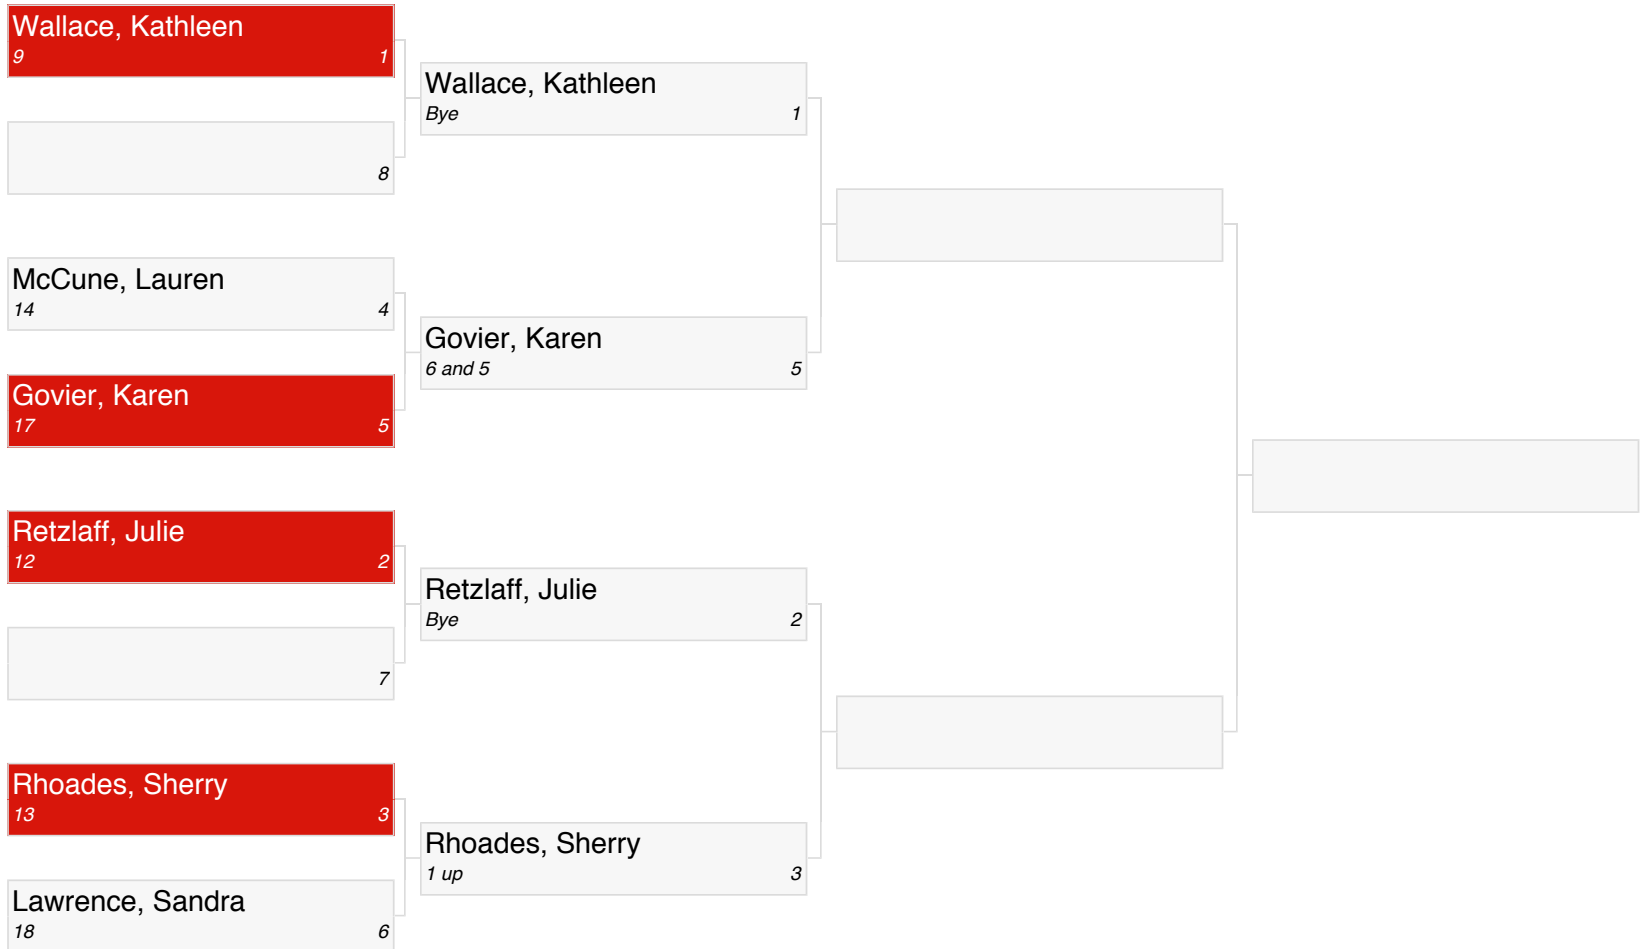 Wallace, Kathleen
9 1
8
McCune, Lauren
14 4
Govier, Karen
17 5
Retzlaff, Julie
12 2
7
Rhoades, Sherry
13 3
Lawrence, Sandra
18 6
Wallace, Kathleen
Bye 1
Govier, Karen
6 and 5 5
Retzlaff, Julie
Bye 2
Rhoades, Sherry
1 up 3